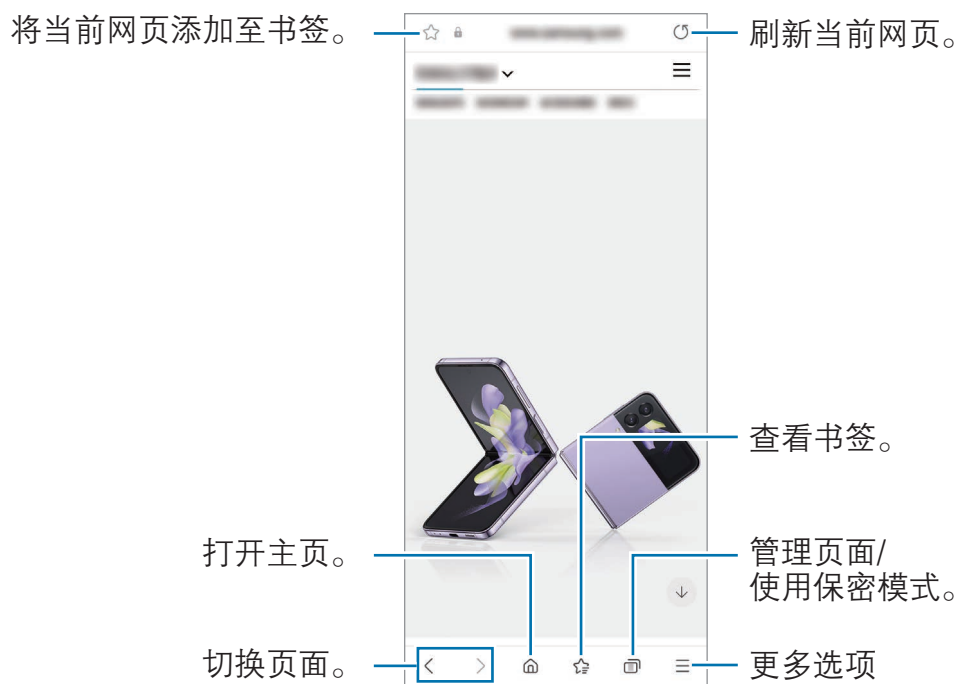 将当前网页添加至书签。
刷新当前网页。
查看书签。
打开主页。
管理页面/
使用保密模式。
切换页面。
更多选项